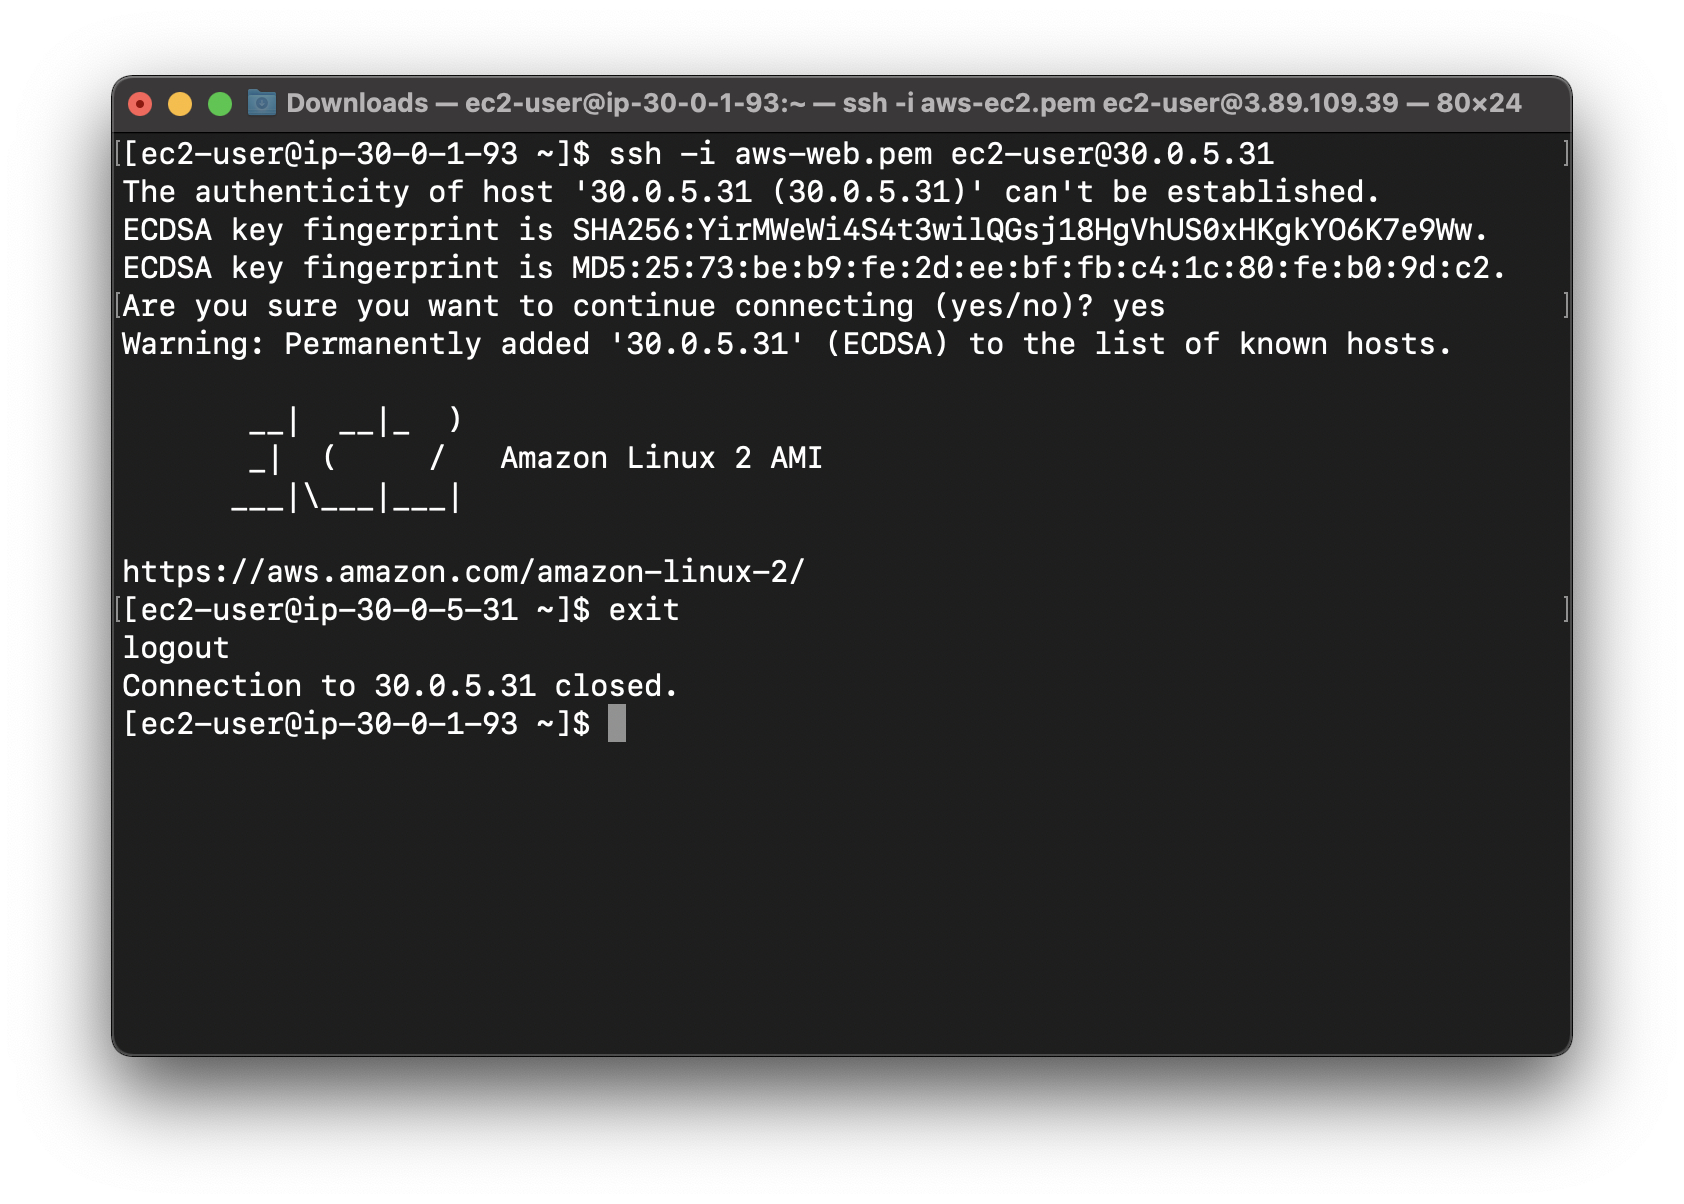 Downloads — ec2-user@ip-30-0-1-93:~ — ssh -i aws-ec2.pem ec2-user@3.89.109.39 — 80×24
[[ec2-user@ip-30-0-1-93 ~]$ ssh -i aws-web.pem ec2-user@30.0.5.31 ]
The authenticity of host '30.0.5.31 (30.0.5.31)' can't be established.
ECDSA key fingerprint is SHA256:YirMWeWi4S4t3wilQGsj18HgVhUS0xHKgkYO6K7e9Ww.
ECDSA key fingerprint is MD5:25:73:be:b9:fe:2d:ee:bf:fb:c4:1c:80:fe:b0:9d:c2.
[Are you sure you want to continue connecting (yes/no)? yes ]
Warning: Permanently added '30.0.5.31' (ECDSA) to the list of known hosts.
       __|  __|_  )
       _|  (     /   Amazon Linux 2 AMI
      ___|\___|___|
https://aws.amazon.com/amazon-linux-2/
[[ec2-user@ip-30-0-5-31 ~]$ exit ]
logout
Connection to 30.0.5.31 closed.
[ec2-user@ip-30-0-1-93 ~]$